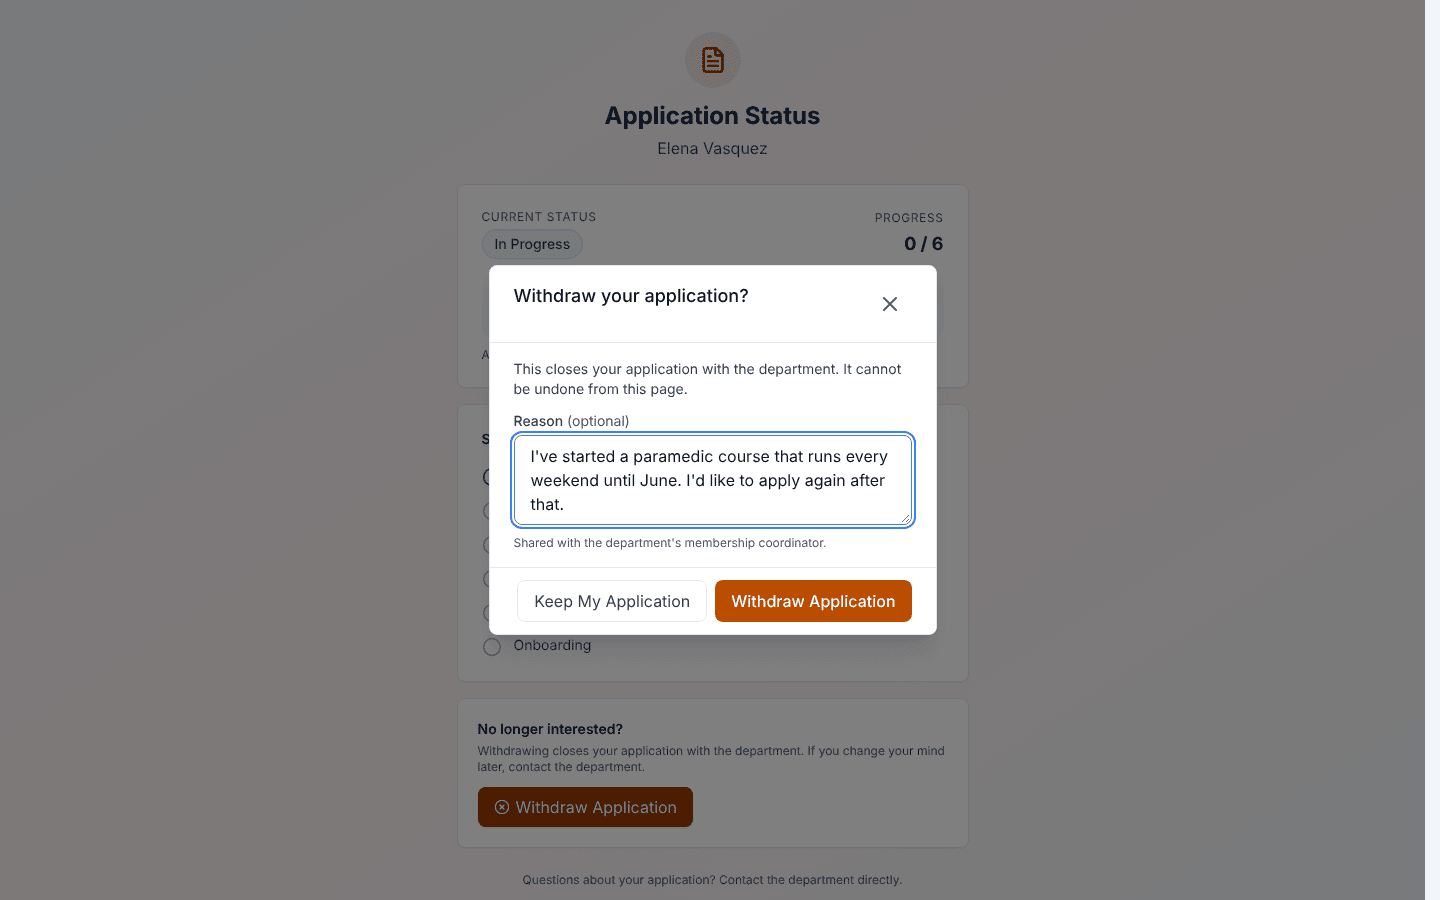 Application Status
Elena Vasquez
CURRENT STATUS
In Progress
PROGRESS
0 / 6
Withdraw your application?
This closes your application with the department. It cannot
be undone from this page.
Reason (optional)
I've started a paramedic course that runs every
weekend until June. I'd like to apply again after
that.
Shared with the department's membership coordinator.
Keep My Application
Withdraw Application
Onboarding
No longer interested?
Withdrawing closes your application with the department. If you change your mind
later, contact the department.
Withdraw Application
Questions about your application? Contact the department directly.